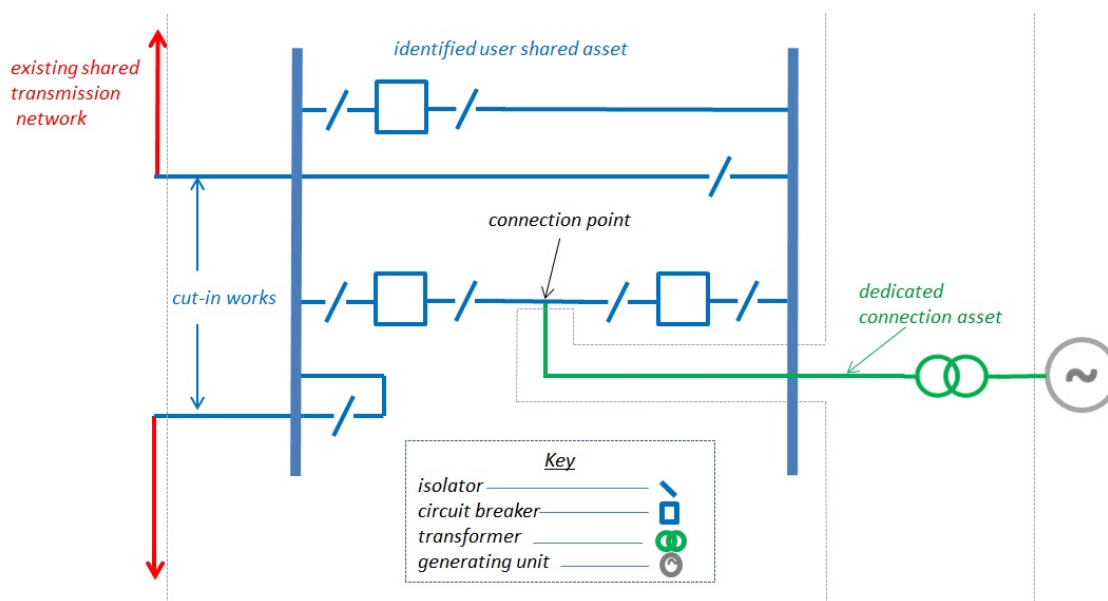 existing shared
transmission
network
identified user shared asset
connection point
cut-in works
dedicated
connection asset
Key
isolator
circuit breaker
transformer
generating unit